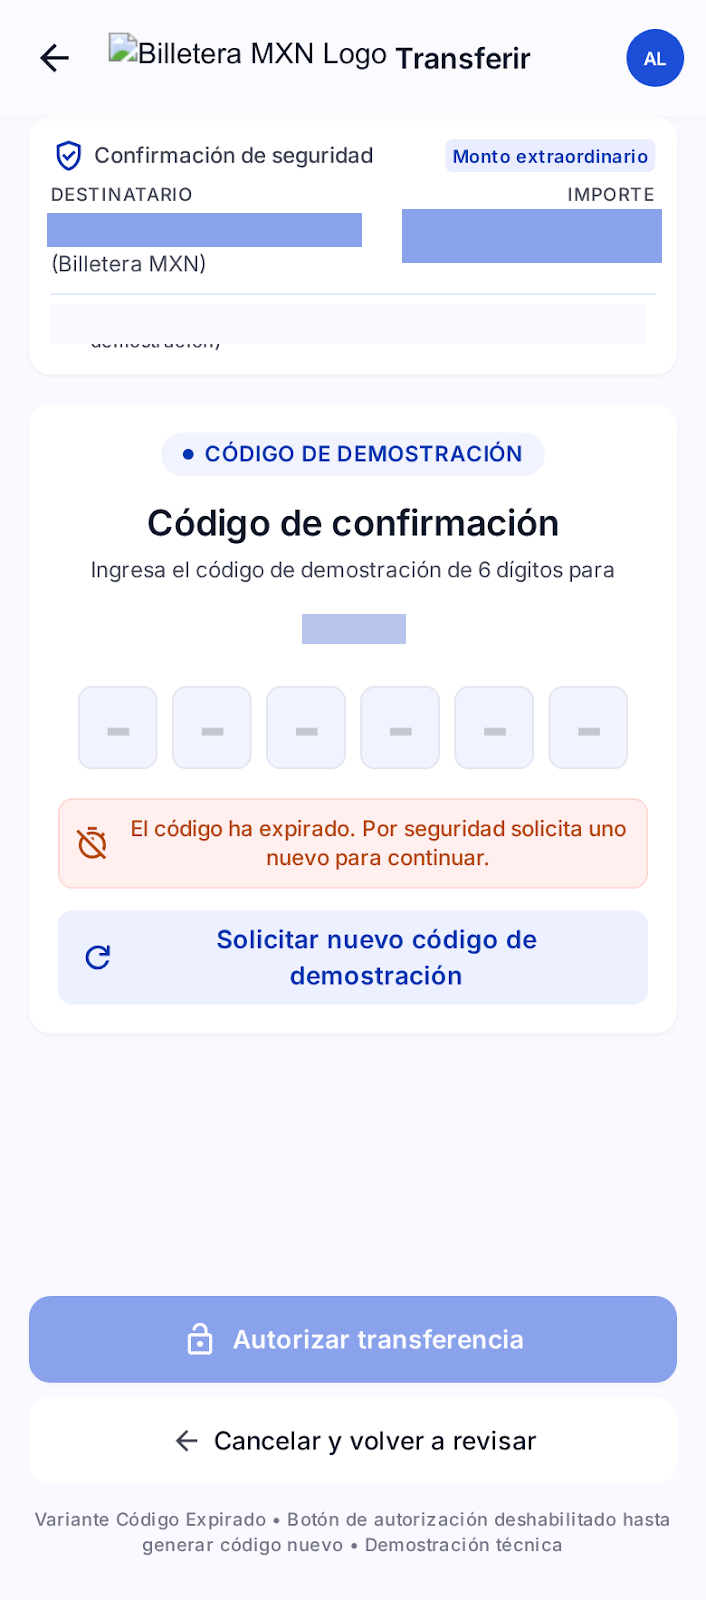 Billetera MXN Logo Transferir
AL
Confirmación de seguridad
Monto extraordinario
DESTINATARIO
IMPORTE
(Billetera MXN)
CÓDIGO DE DEMOSTRACIÓN
Código de confirmación
Ingresa el código de demostración de 6 dígitos para
El código ha expirado. Por seguridad solicita uno
nuevo para continuar.
Solicitar nuevo código de
demostración
Autorizar transferencia
Cancelar y volver a revisar
Variante Código Expirado • Botón de autorización deshabilitado hasta
generar código nuevo • Demostración técnica